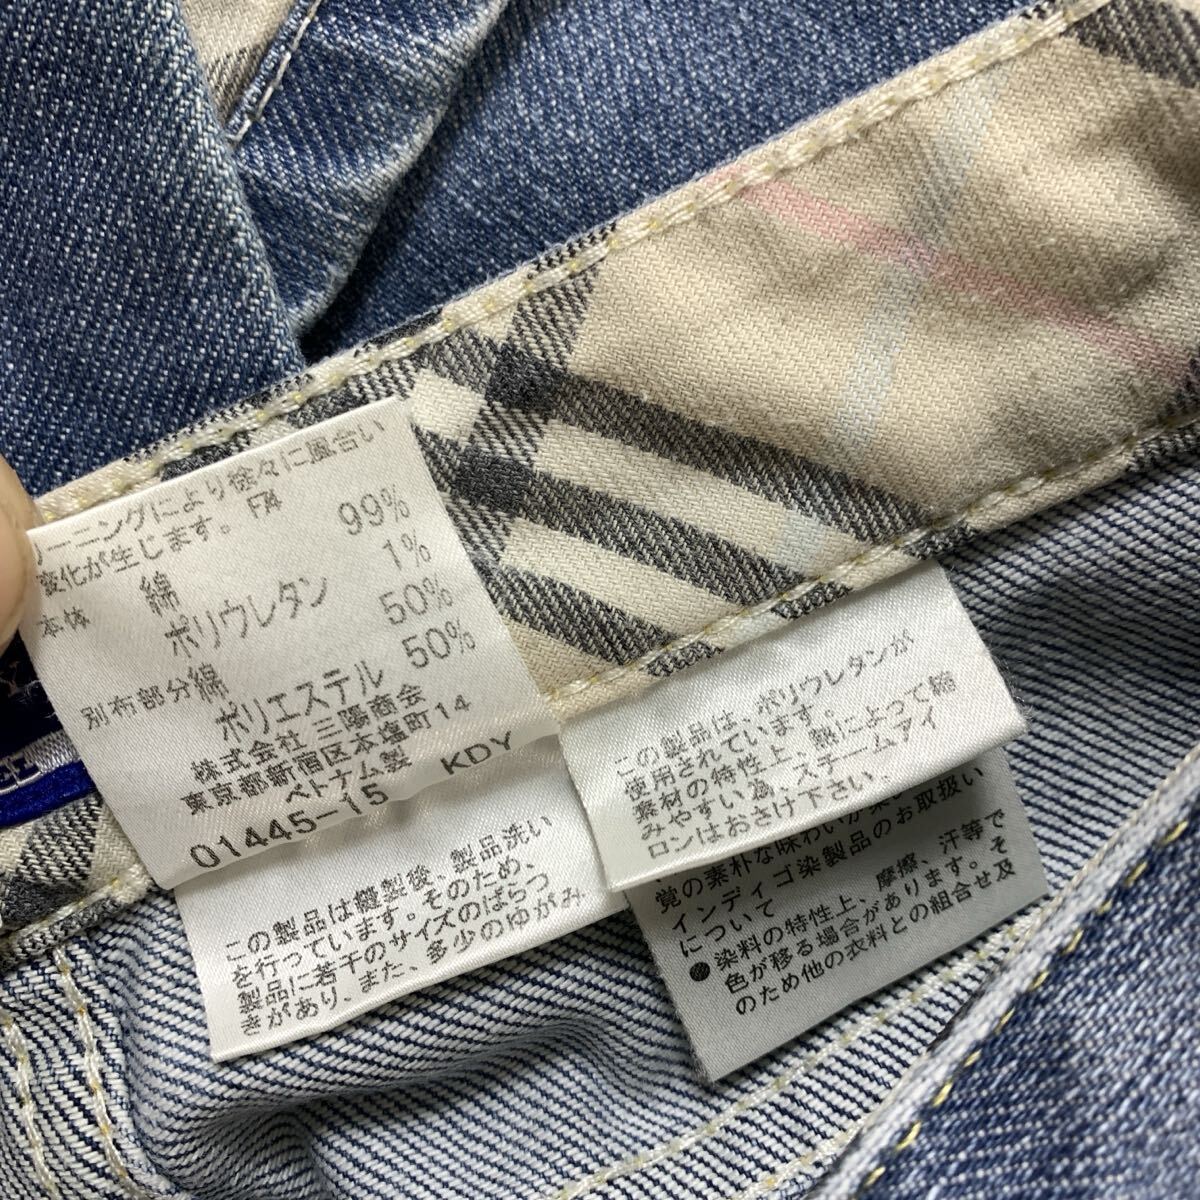 リーニングにより徐々に風合い
変化が生じます。 FA
本体 綿 99%
ポリウレタン 1%
別布部分 綿 50%
ポリエステル 50%
株式会社 三陽商会
東京都新宿区本塩町14
ベトナム製 KDY
01445-15
この製品は縫製後、製品洗い
を行っています。そのため、
製品に若干のサイズのばらつ
きがあり、また、多少のゆがみ
この製品は、ポリウレタンが
使用されています。
素材の特性上、熱によって縮
みやすい為、スチームアイ
ロンはおさけ下さい。
覚の素朴な味わいが
インディゴ染製品のお取扱い
について
●染料の特性上、摩擦、汗等で
色が移る場合があります。そ
のため他の衣料との組合せ及